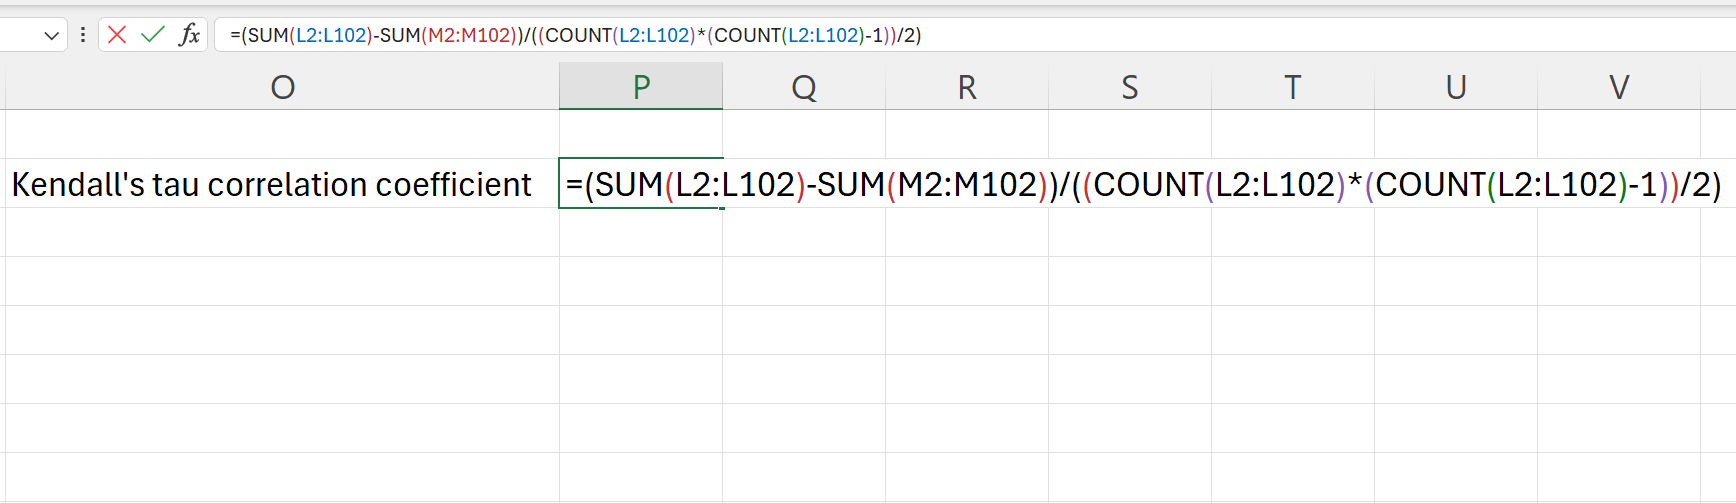 fx =(SUM(L2:L102)-SUM(M2:M102))/((COUNT(L2:L102)*(COUNT(L2:L102)-1))/2)
O P Q R S T U V
Kendall's tau correlation coefficient =(SUM(L2:L102)-SUM(M2:M102))/((COUNT(L2:L102)*(COUNT(L2:L102)-1))/2)